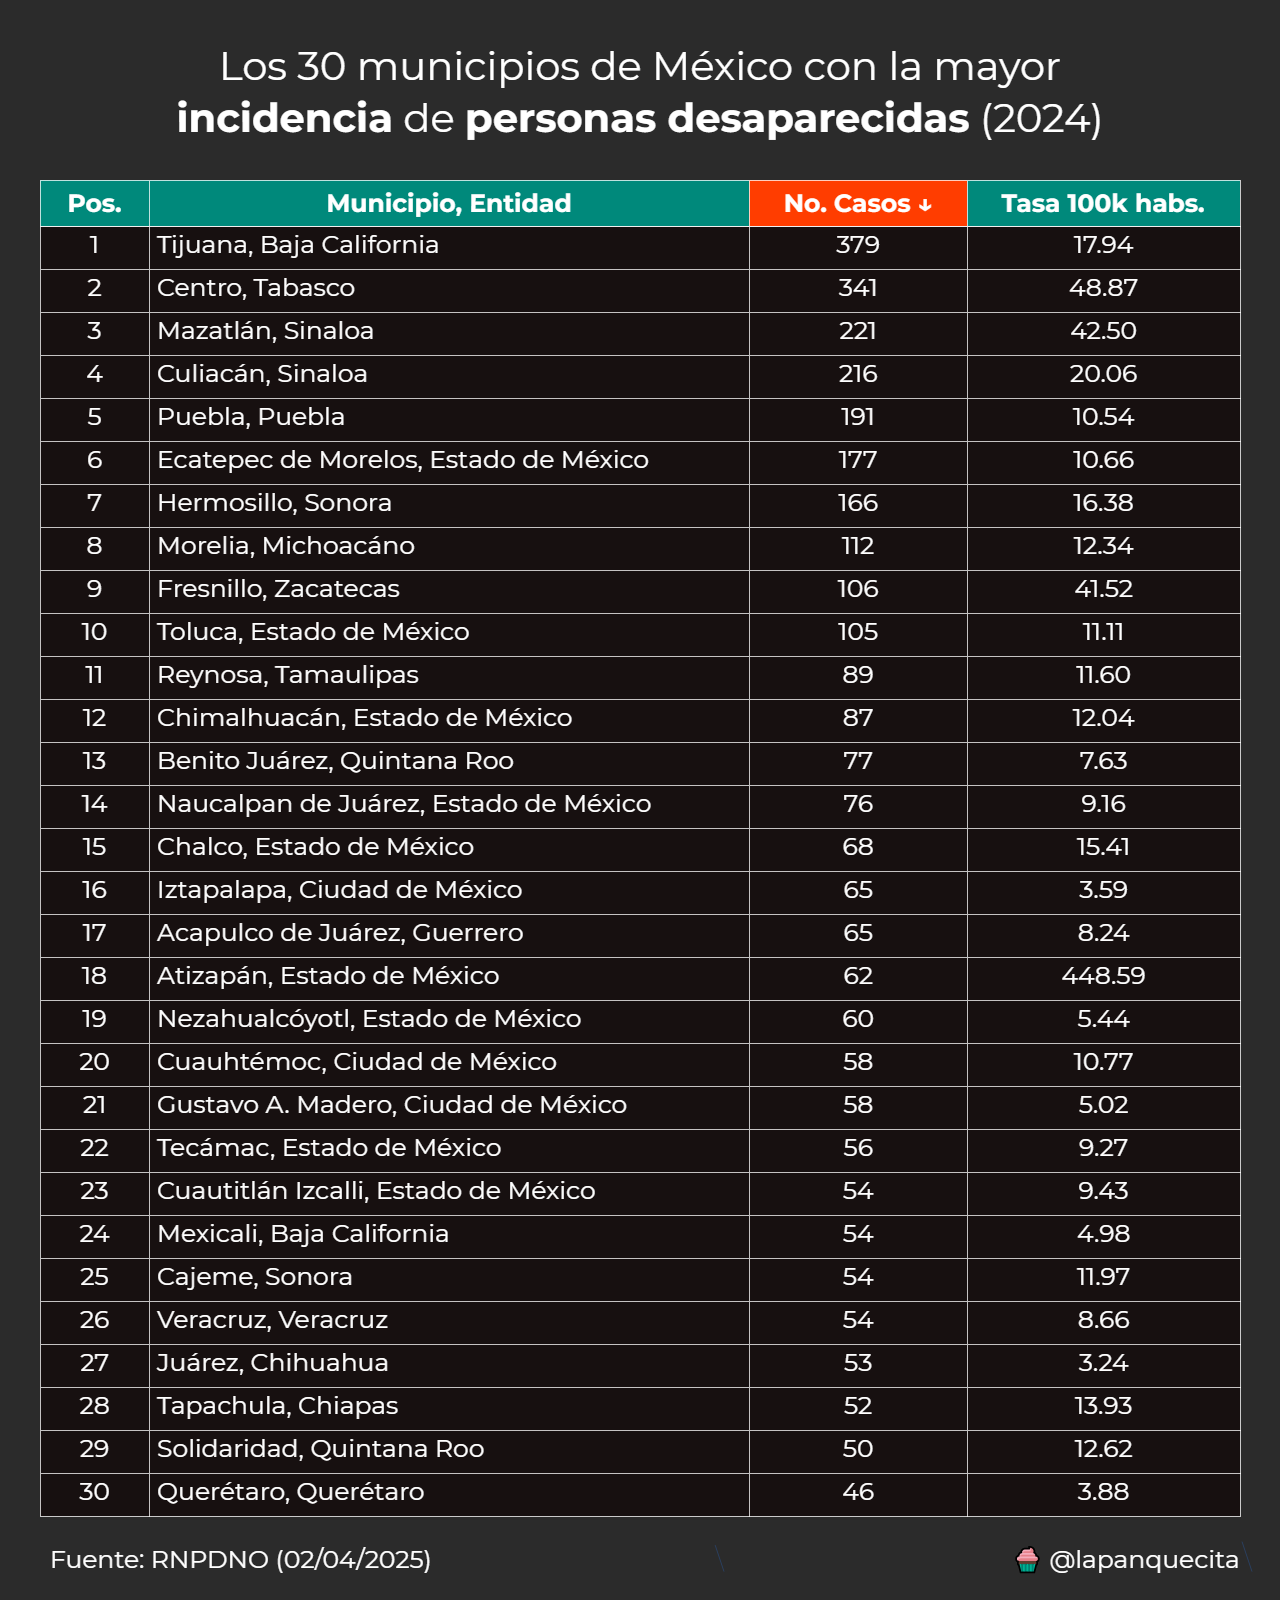 Los 30 municipios de México con la mayor
incidencia de personas desaparecidas (2024)
Pos. Municipio, Entidad No. Casos ↓ Tasa 100k habs.
1 Tijuana, Baja California 379 17.94
2 Centro, Tabasco 341 48.87
3 Mazatlán, Sinaloa 221 42.50
4 Culiacán, Sinaloa 216 20.06
5 Puebla, Puebla 191 10.54
6 Ecatepec de Morelos, Estado de México 177 10.66
7 Hermosillo, Sonora 166 16.38
8 Morelia, Michoacáno 112 12.34
9 Fresnillo, Zacatecas 106 41.52
10 Toluca, Estado de México 105 11.11
11 Reynosa, Tamaulipas 89 11.60
12 Chimalhuacán, Estado de México 87 12.04
13 Benito Juárez, Quintana Roo 77 7.63
14 Naucalpan de Juárez, Estado de México 76 9.16
15 Chalco, Estado de México 68 15.41
16 Iztapalapa, Ciudad de México 65 3.59
17 Acapulco de Juárez, Guerrero 65 8.24
18 Atizapán, Estado de México 62 448.59
19 Nezahualcóyotl, Estado de México 60 5.44
20 Cuauhtémoc, Ciudad de México 58 10.77
21 Gustavo A. Madero, Ciudad de México 58 5.02
22 Tecámac, Estado de México 56 9.27
23 Cuautitlán Izcalli, Estado de México 54 9.43
24 Mexicali, Baja California 54 4.98
25 Cajeme, Sonora 54 11.97
26 Veracruz, Veracruz 54 8.66
27 Juárez, Chihuahua 53 3.24
28 Tapachula, Chiapas 52 13.93
29 Solidaridad, Quintana Roo 50 12.62
30 Querétaro, Querétaro 46 3.88
Fuente: RNPDNO (02/04/2025) @lapanquecita